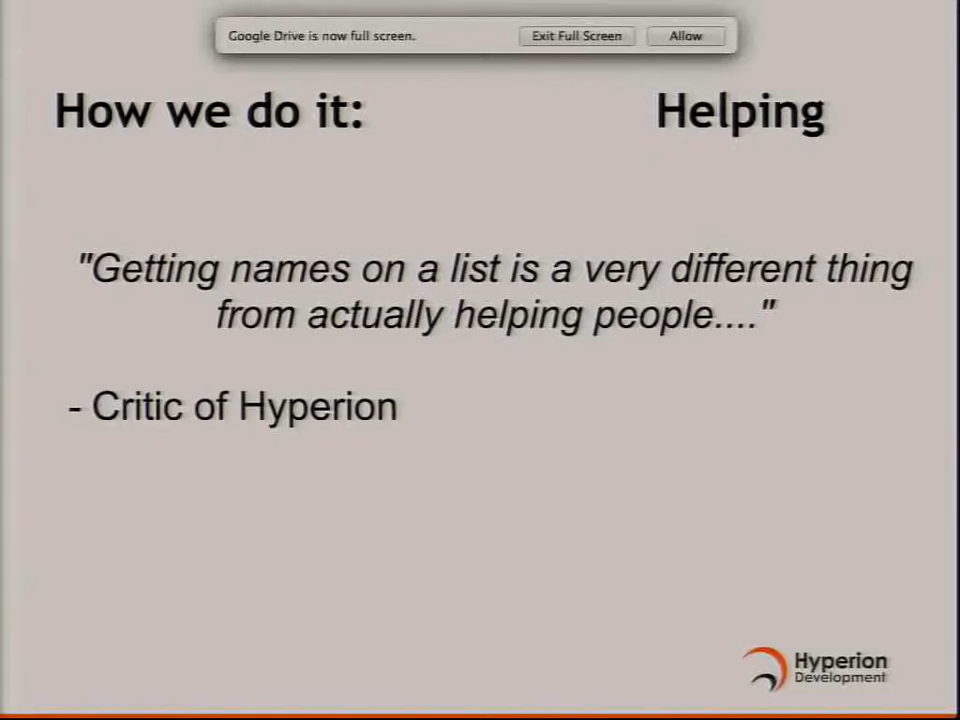 Google Drive is now full screen. Exit Full Screen Allow
How we do it: Helping
"Getting names on a list is a very different thing
from actually helping people...."
- Critic of Hyperion
Hyperion
Development